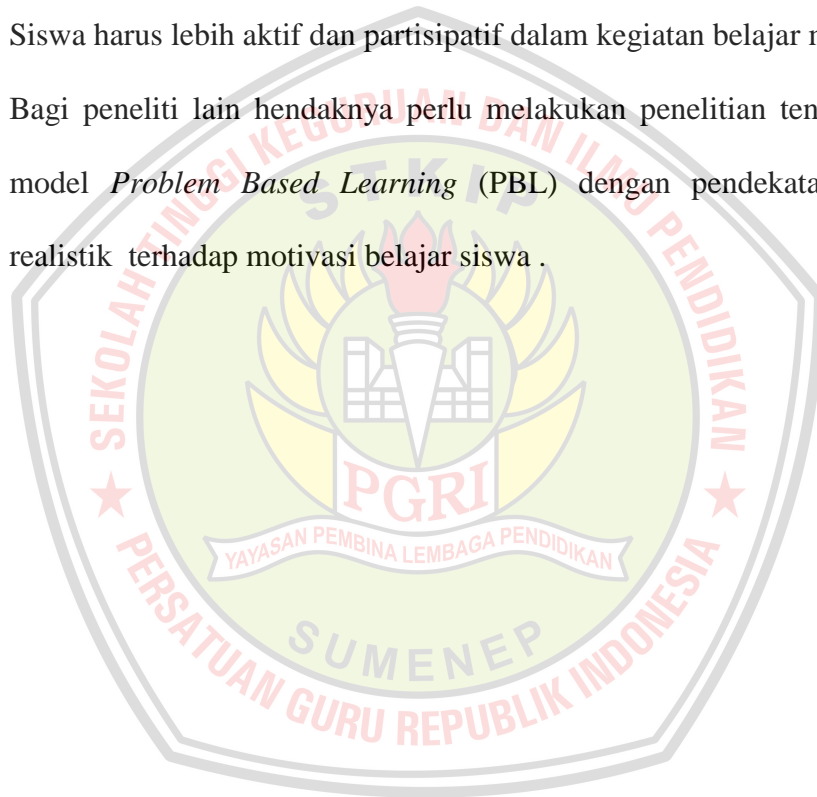 Siswa harus lebih aktif dan partisipatif dalam kegiatan belajar
Bagi peneliti lain hendaknya perlu melakukan penelitian
model Problem Based Learning (PBL) dengan
realistik terhadap motivasi belajar siswa .
SEKOLAH TINGGI KEGURUAN DAN ILMU PENDIDIKAN
STKIP
PGRI
YAYASAN PEMBINA LEMBAGA PENDIDIKAN
SUMENEP
★ PERSATUAN GURU REPUBLIK INDONESIA ★